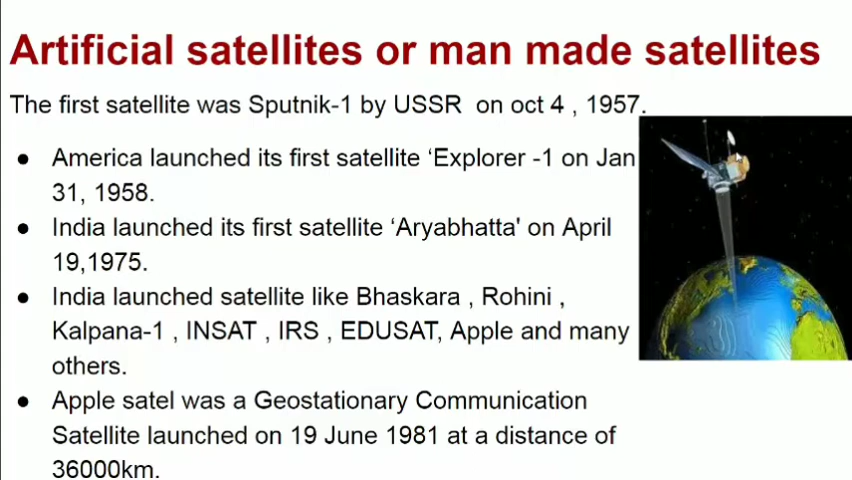 Artificial satellites or man made satellites
The first satellite was Sputnik-1 by USSR on oct 4 , 1957.
● America launched its first satellite ‘Explorer -1 on Jan
31, 1958.
● India launched its first satellite ‘Aryabhatta' on April
19,1975.
● India launched satellite like Bhaskara , Rohini ,
Kalpana-1 , INSAT , IRS , EDUSAT, Apple and many
others.
● Apple satel was a Geostationary Communication
Satellite launched on 19 June 1981 at a distance of
36000km.